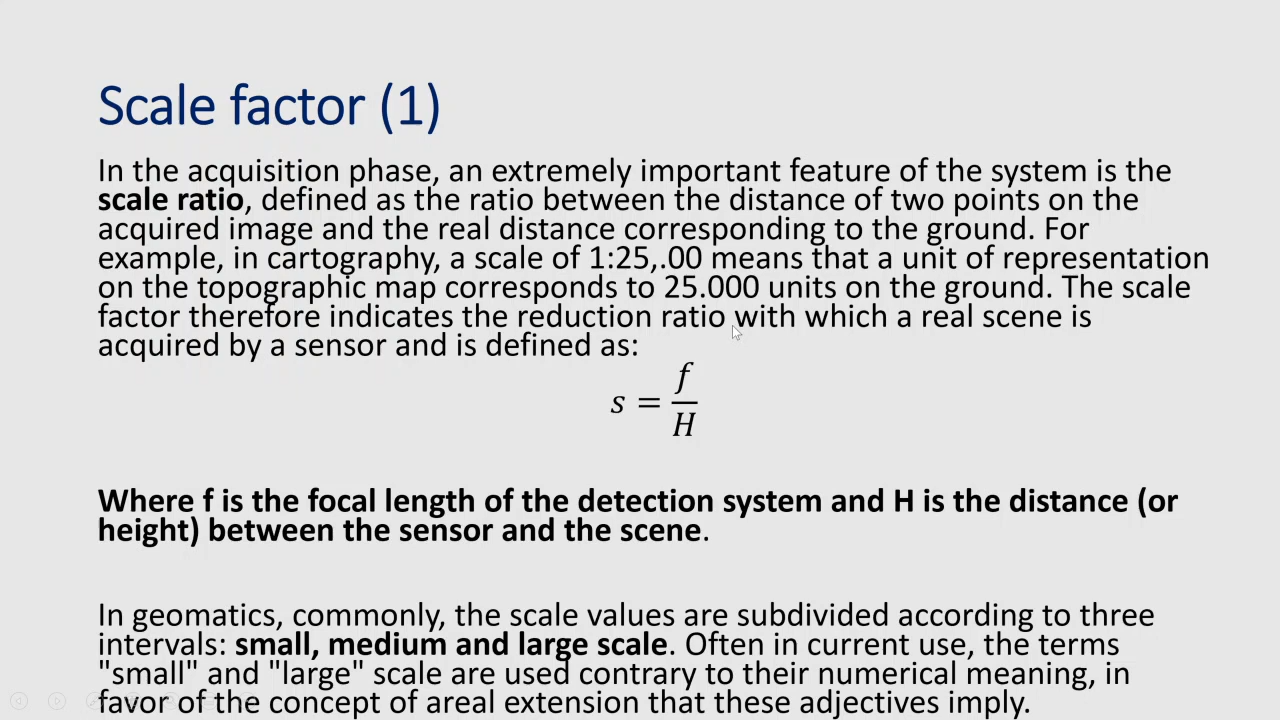 Scale factor (1)
In the acquisition phase, an extremely important feature of the system is the
scale ratio, defined as the ratio between the distance of two points on the
acquired image and the real distance corresponding to the ground. For
example, in cartography, a scale of 1:25,.00 means that a unit of representation
on the topographic map corresponds to 25.000 units on the ground. The scale
factor therefore indicates the reduction ratio with which a real scene is
acquired by a sensor and is defined as:
s = f/H
Where f is the focal length of the detection system and H is the distance (or
height) between the sensor and the scene.
In geomatics, commonly, the scale values are subdivided according to three
intervals: small, medium and large scale. Often in current use, the terms
"small" and "large" scale are used contrary to their numerical meaning, in
favor of the concept of areal extension that these adjectives imply.